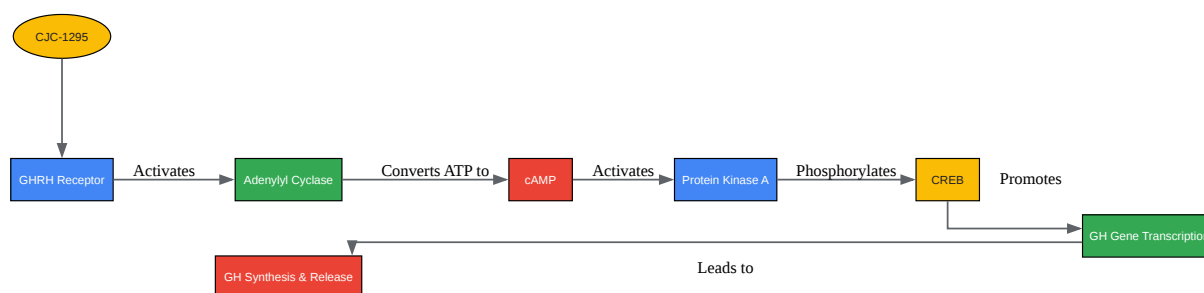 CJC-1295
GHRH Receptor
Activates
Adenylyl Cyclase
Converts ATP to
cAMP
Activates
Protein Kinase A
Phosphorylates
CREB
Promotes
GH Gene Transcription
GH Synthesis & Release
Leads to